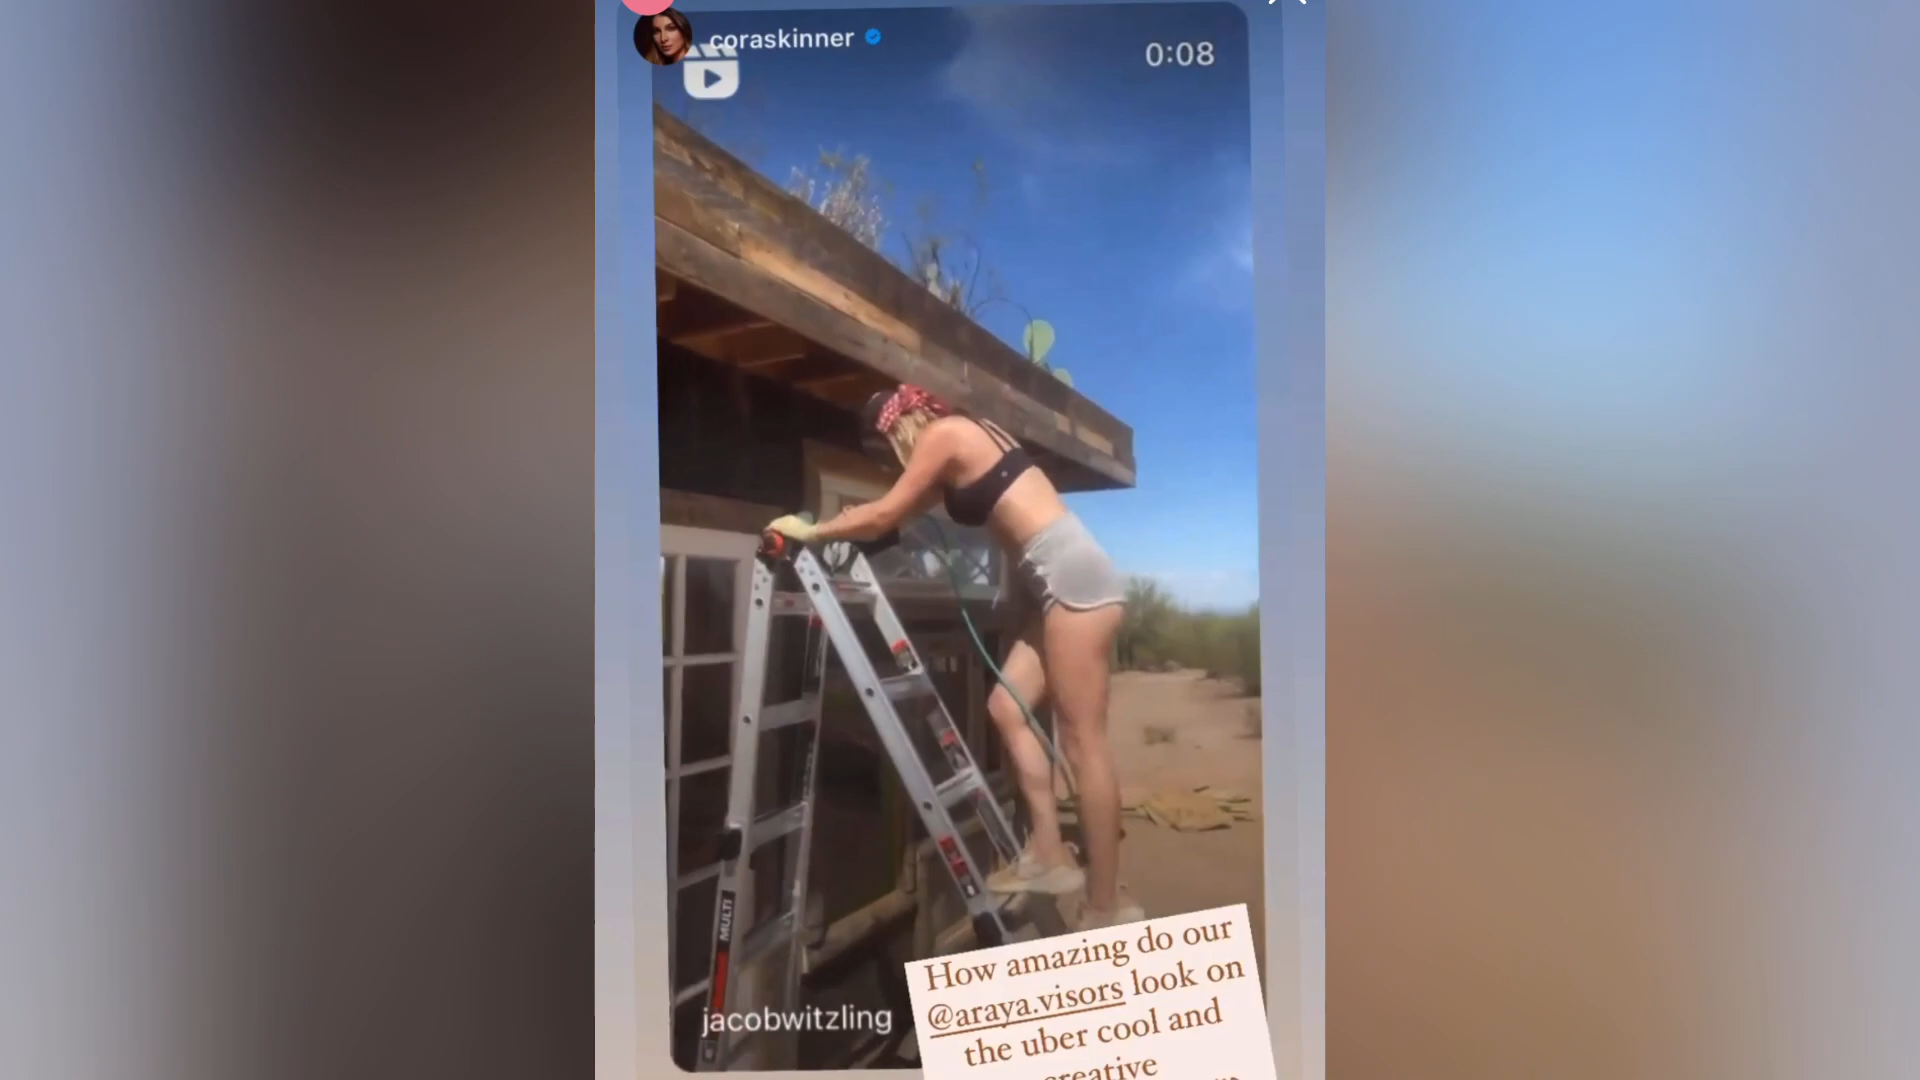 coraskinner
0:08
MULTI
jacobwitzling
How amazing do our
@araya.visors look on
the uber cool and
creative